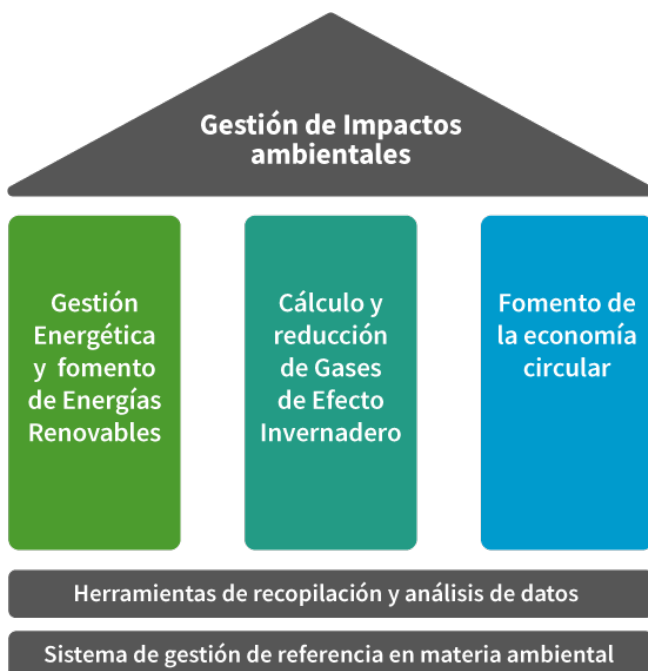 Gestión de Impactos
ambientales
Gestión
Energética
y fomento
de Energías
Renovables
Cálculo y
reducción
de Gases
de Efecto
Invernadero
Fomento de
la economía
circular
Herramientas de recopilación y análisis de datos
Sistema de gestión de referencia en materia ambiental